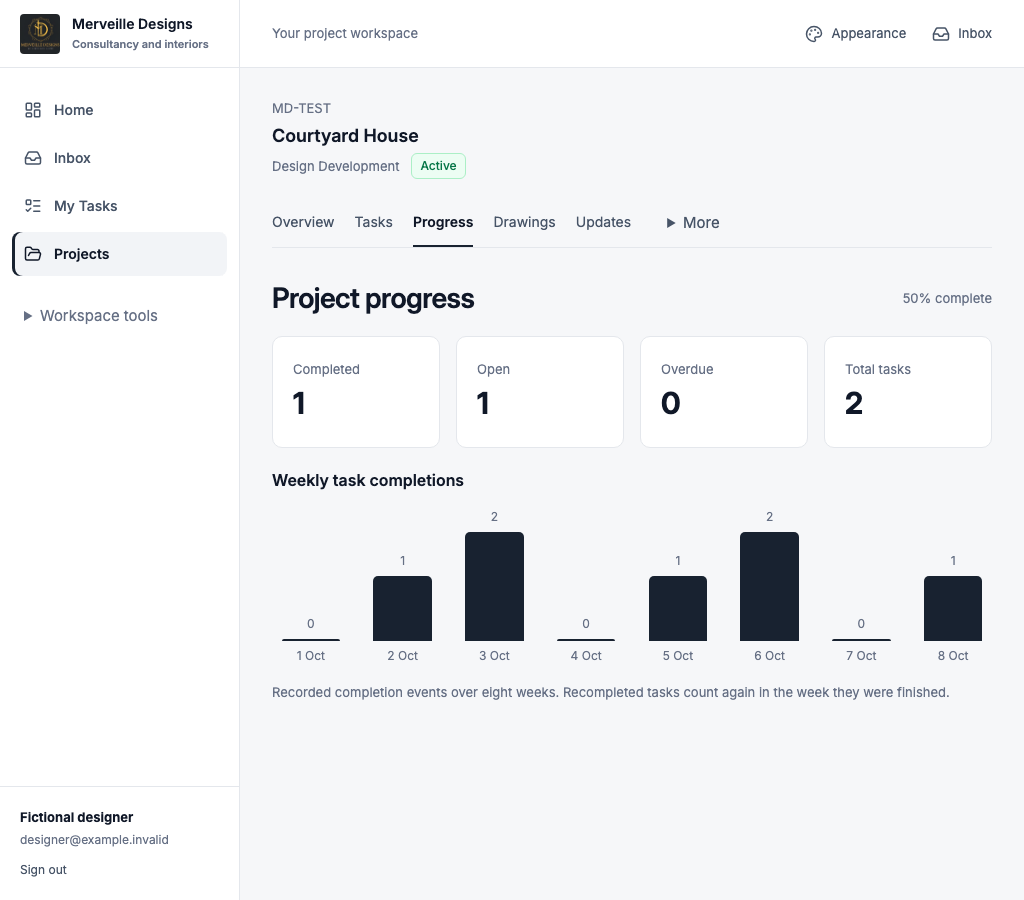 Merveille Designs
Consultancy and interiors
Your project workspace
Appearance
Inbox
Home
Inbox
My Tasks
Projects
Workspace tools
MD-TEST
Courtyard House
Design Development
Active
Overview
Tasks
Progress
Drawings
Updates
More
Project progress
50% complete
Completed
1
Open
1
Overdue
0
Total tasks
2
Weekly task completions
0
1
2
0
1
2
0
1
1 Oct
2 Oct
3 Oct
4 Oct
5 Oct
6 Oct
7 Oct
8 Oct
Recorded completion events over eight weeks. Recompleted tasks count again in the week they were finished.
Fictional designer
designer@example.invalid
Sign out